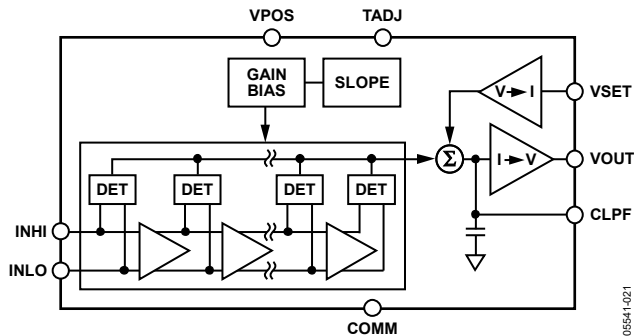 VPOS
TADJ
GAIN
BIAS
SLOPE
V→I
VSET
Σ
I→V
VOUT
DET
DET
DET
DET
CLPF
INHI
INLO
COMM
05541-021